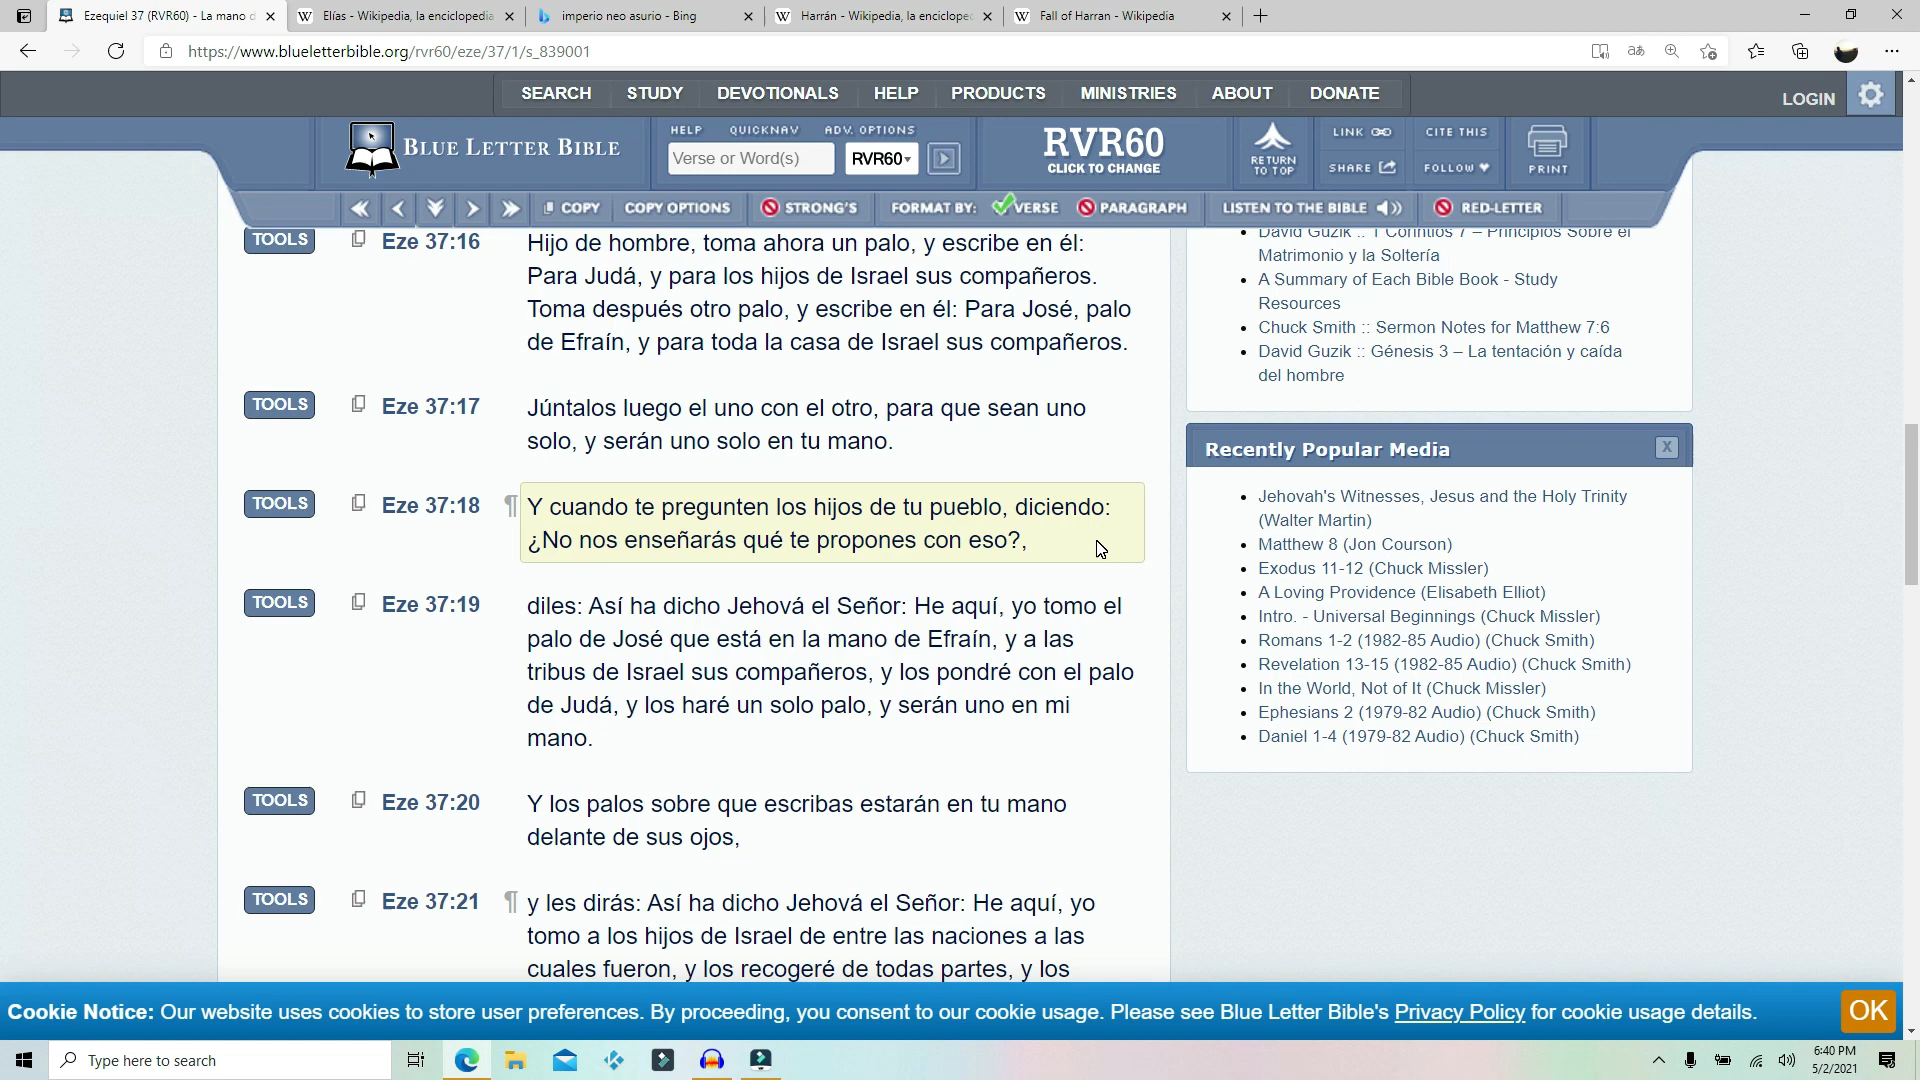 Ezequiel 37 (RVR60) - La mano d
Elías - Wikipedia, la enciclopedia
imperio neo asurio - Bing
Harrán - Wikipedia, la encicloped
Fall of Harran - Wikipedia
https://www.blueletterbible.org/rvr60/eze/37/1/s_839001
SEARCH STUDY DEVOTIONALS HELP PRODUCTS MINISTRIES ABOUT DONATE
LOGIN
BLUE LETTER BIBLE
HELP QUICKNAV ADV. OPTIONS
Verse or Word(s) RVR60
RVR60
CLICK TO CHANGE
RETURN
TO TOP
LINK CITE THIS
SHARE FOLLOW
PRINT
COPY COPY OPTIONS STRONG'S FORMAT BY: VERSE PARAGRAPH LISTEN TO THE BIBLE RED-LETTER
TOOLS Eze 37:16 Hijo de hombre, toma ahora un palo, y escribe en él:
Para Judá, y para los hijos de Israel sus compañeros.
Toma después otro palo, y escribe en él: Para José, palo
de Efraín, y para toda la casa de Israel sus compañeros.
TOOLS Eze 37:17 Júntalos luego el uno con el otro, para que sean uno
solo, y serán uno solo en tu mano.
TOOLS Eze 37:18 ¶ Y cuando te pregunten los hijos de tu pueblo, diciendo:
¿No nos enseñarás qué te propones con eso?,
TOOLS Eze 37:19 diles: Así ha dicho Jehová el Señor: He aquí, yo tomo el
palo de José que está en la mano de Efraín, y a las
tribus de Israel sus compañeros, y los pondré con el palo
de Judá, y los haré un solo palo, y serán uno en mi
mano.
TOOLS Eze 37:20 Y los palos sobre que escribas estarán en tu mano
delante de sus ojos,
TOOLS Eze 37:21 ¶ y les dirás: Así ha dicho Jehová el Señor: He aquí, yo
tomo a los hijos de Israel de entre las naciones a las
cuales fueron, y los recogeré de todas partes, y los
David Guzik :: 1 Corintios 7 – Principios Sobre el
Matrimonio y la Soltería
A Summary of Each Bible Book - Study
Resources
Chuck Smith :: Sermon Notes for Matthew 7:6
David Guzik :: Génesis 3 – La tentación y caída
del hombre
Recently Popular Media X
Jehovah's Witnesses, Jesus and the Holy Trinity
(Walter Martin)
Matthew 8 (Jon Courson)
Exodus 11-12 (Chuck Missler)
A Loving Providence (Elisabeth Elliot)
Intro. - Universal Beginnings (Chuck Missler)
Romans 1-2 (1982-85 Audio) (Chuck Smith)
Revelation 13-15 (1982-85 Audio) (Chuck Smith)
In the World, Not of It (Chuck Missler)
Ephesians 2 (1979-82 Audio) (Chuck Smith)
Daniel 1-4 (1979-82 Audio) (Chuck Smith)
Cookie Notice: Our website uses cookies to store user preferences. By proceeding, you consent to our cookie usage. Please see Blue Letter Bible's Privacy Policy for cookie usage details. OK
Type here to search
6:40 PM
5/2/2021